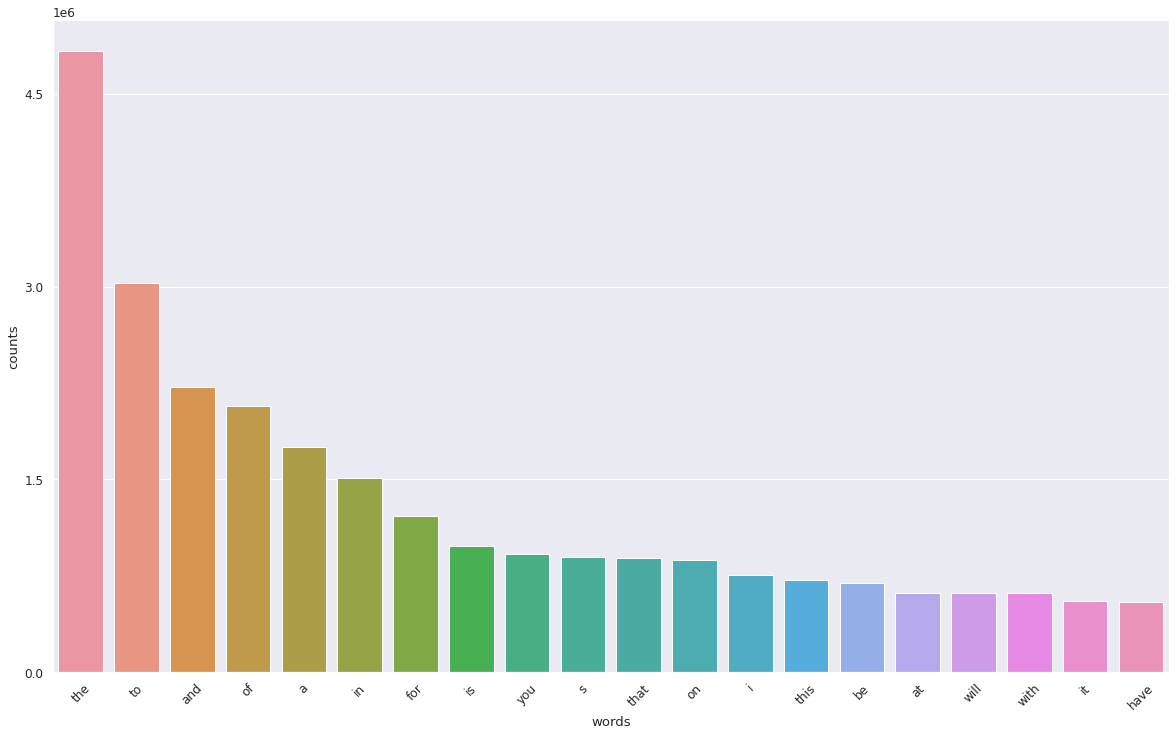 1e6
4.5
3.0
1.5
0.0
counts
the
to
and
of
a
in
for
is
you
s
that
on
i
this
be
at
will
with
it
have
words